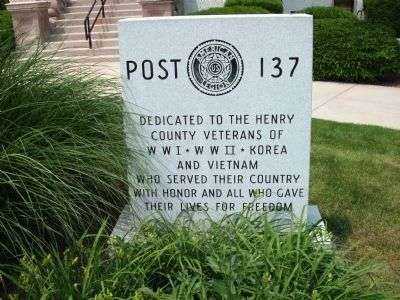 AMERICAN
LEGION
POST 137
DEDICATED TO THE HENRY
COUNTY VETERANS OF
WWI ★ WWII ★ KOREA
AND VIETNAM
WHO SERVED THEIR COUNTRY
WITH HONOR AND ALL WHO GAVE
THEIR LIVES FOR FREEDOM